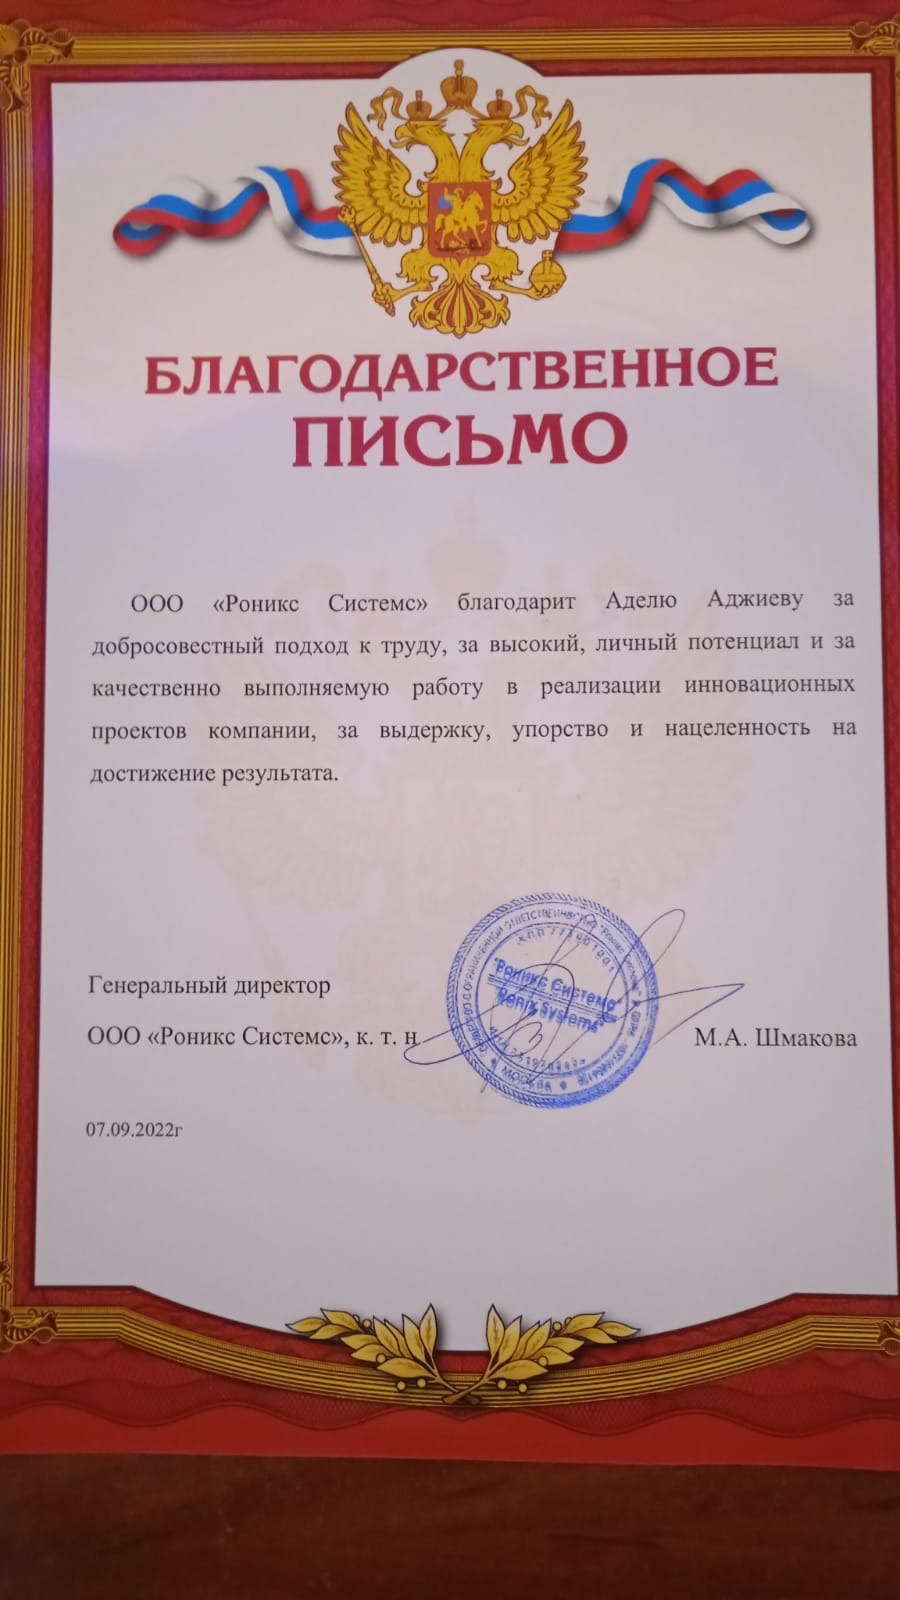 БЛАГОДАРСТВЕННОЕ
ПИСЬМО
ООО «Роникс Системс» благодарит Аделю Аджиеву за
добросовестный подход к труду, за высокий, личный потенциал и за
качественно выполняемую работу в реализации инновационных
проектов компании, за выдержку, упорство и нацеленность на
достижение результата.
Генеральный директор
ООО «Роникс Системс», к. т. н
"Роникс Системс"
"Ronix Systems"
МОСКВА
М.А. Шмакова
07.09.2022г